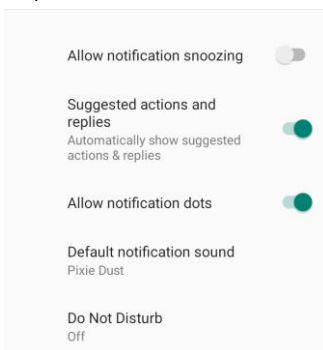 Allow notification snoozing
Suggested actions and
replies
Automatically show suggested
actions & replies
Allow notification dots
Default notification sound
Pixie Dust
Do Not Disturb
Off